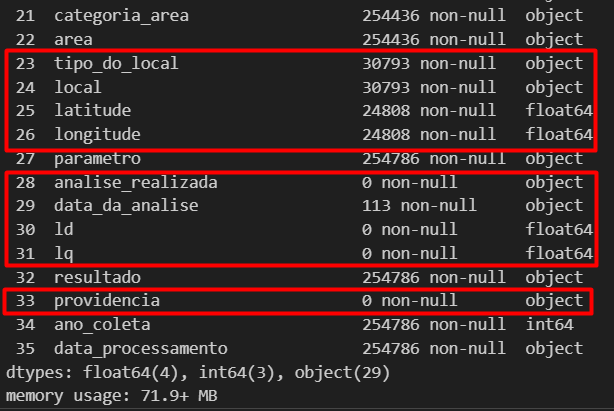 21 categoria_area 254436 non-null object
22 area 254436 non-null object
23 tipo_do_local 30793 non-null object
24 local 30793 non-null object
25 latitude 24808 non-null float64
26 longitude 24808 non-null float64
27 parametro 254786 non-null object
28 analise_realizada 0 non-null object
29 data_da_analise 113 non-null object
30 ld 0 non-null float64
31 lq 0 non-null float64
32 resultado 254786 non-null object
33 providencia 0 non-null object
34 ano_coleta 254786 non-null int64
35 data_processamento 254786 non-null object
dtypes: float64(4), int64(3), object(29)
memory usage: 71.9+ MB